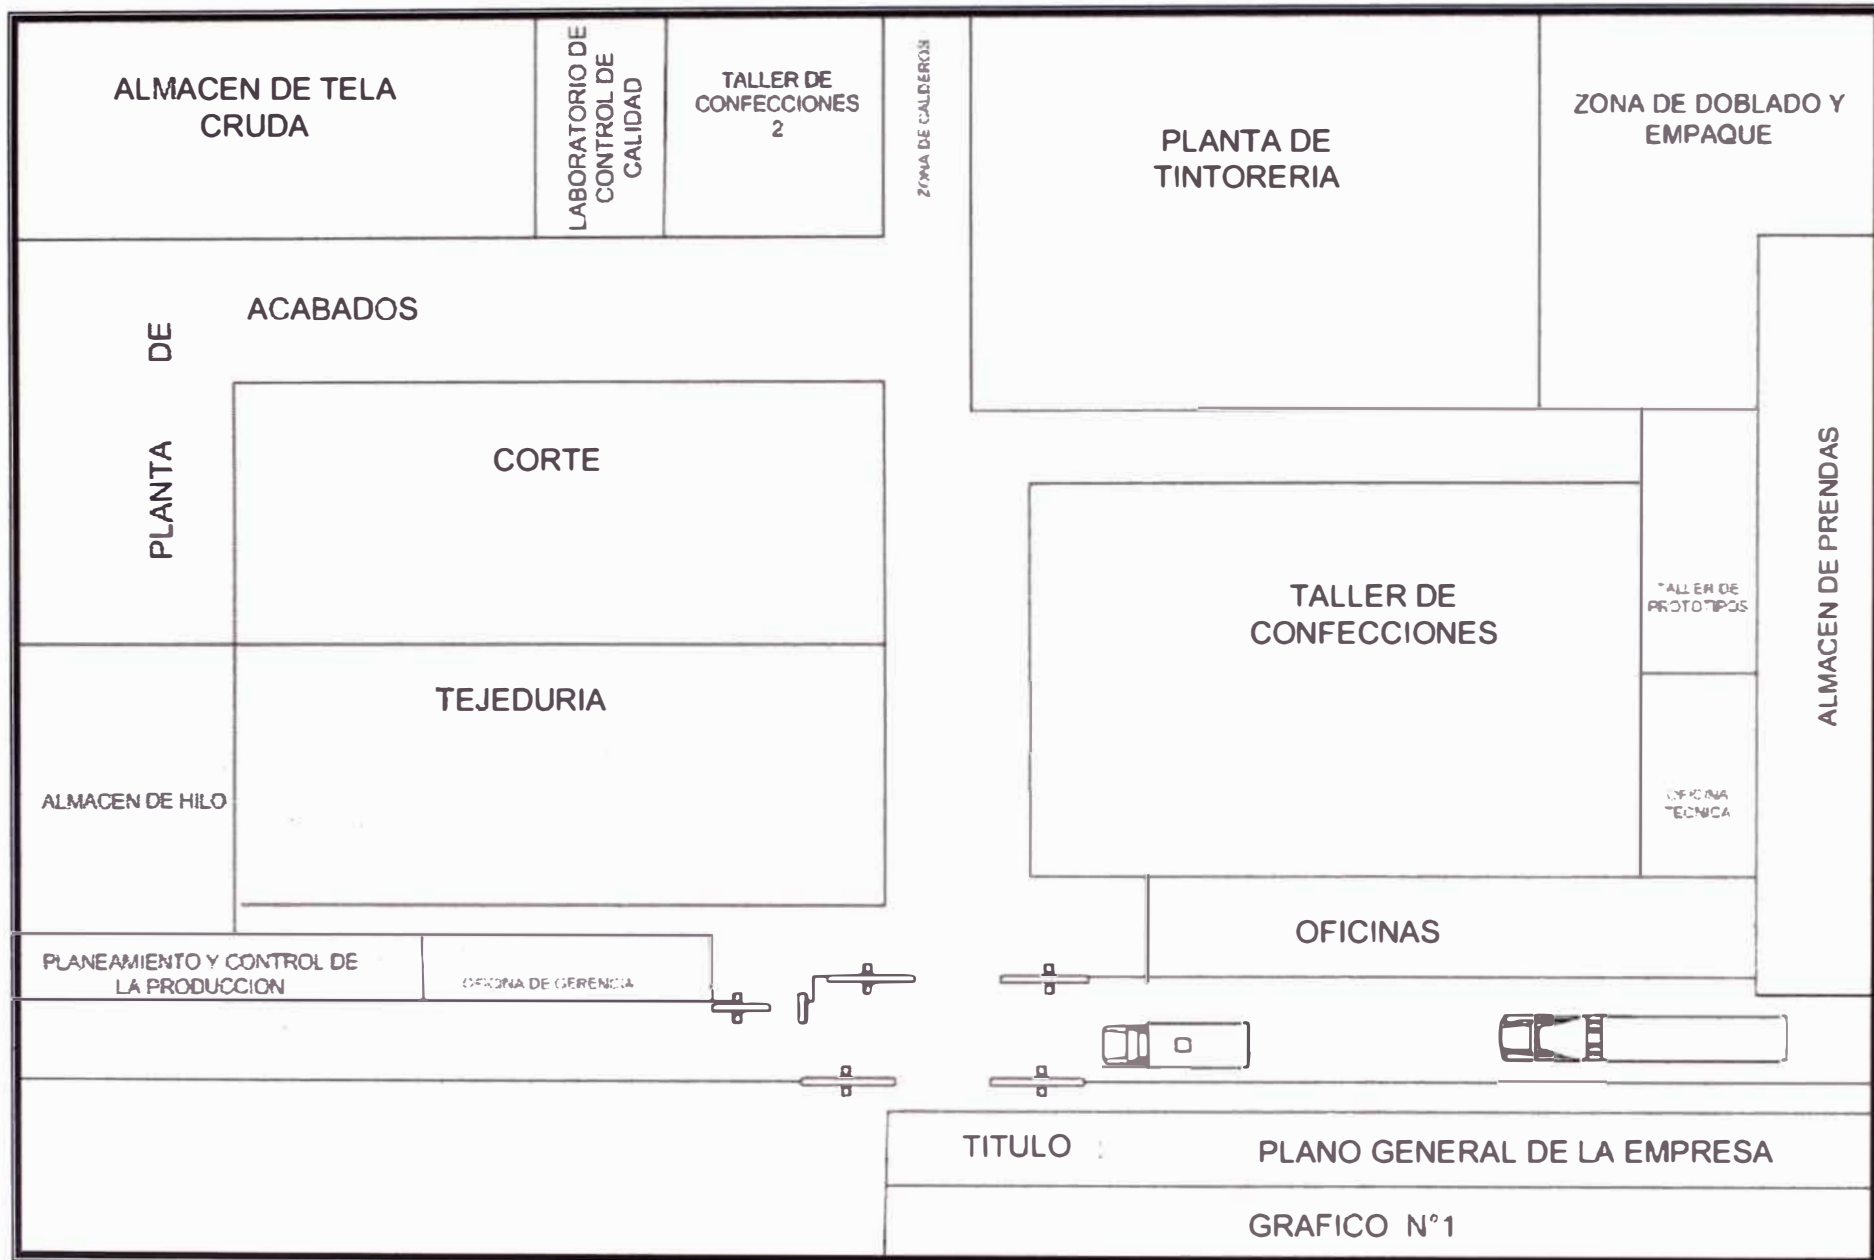 ALMACEN DE TELA
CRUDA
LABORATORIO DE
CONTROL DE
CALIDAD
TALLER DE
CONFECCIONES
2
ZONA DE CALDEROS
PLANTA DE
TINTORERIA
ZONA DE DOBLADO Y
EMPAQUE
PLANTA DE
ACABADOS
CORTE
TALLER DE
CONFECCIONES
TALLER DE
PROTOTIPOS
ALMACEN DE PRENDAS
TEJEDURIA
ALMACEN DE HILO
OFICINA
TECNICA
OFICINAS
PLANEAMIENTO Y CONTROL DE
LA PRODUCCION
OFICINA DE GERENCIA
TITULO : PLANO GENERAL DE LA EMPRESA
GRAFICO N°1